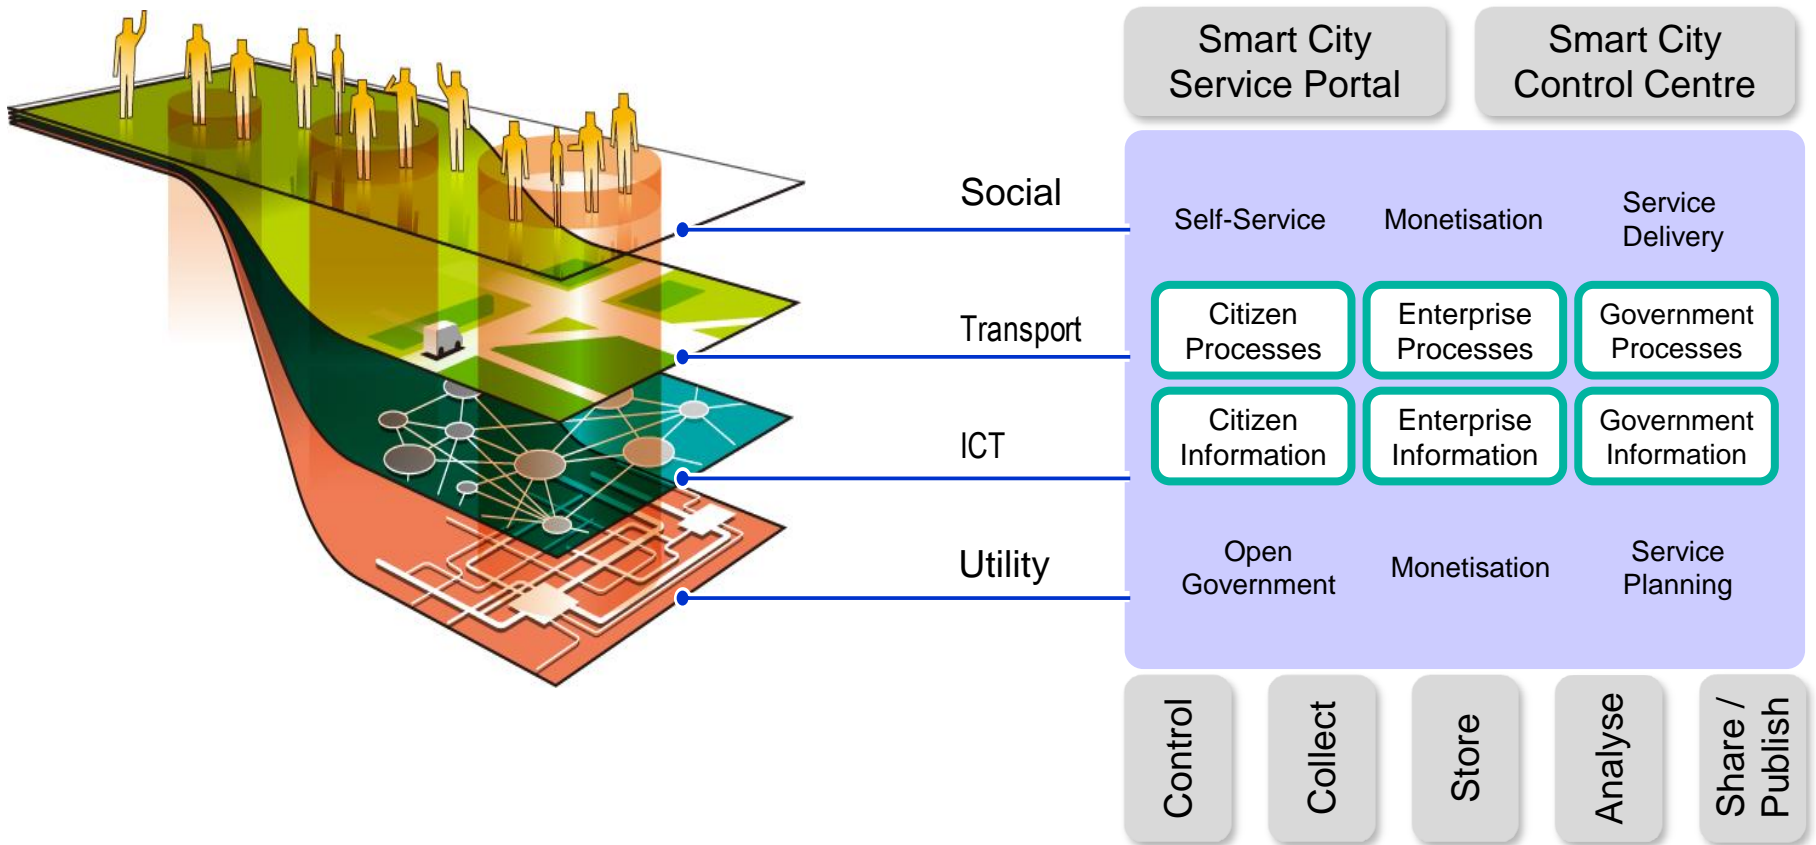 Smart City
Service Portal
Smart City
Control Centre
Social
Self-Service
Monetisation
Service
Delivery
Transport
Citizen
Processes
Enterprise
Processes
Government
Processes
ICT
Citizen
Information
Enterprise
Information
Government
Information
Utility
Open
Government
Monetisation
Service
Planning
Control
Collect
Store
Analyse
Share /
Publish